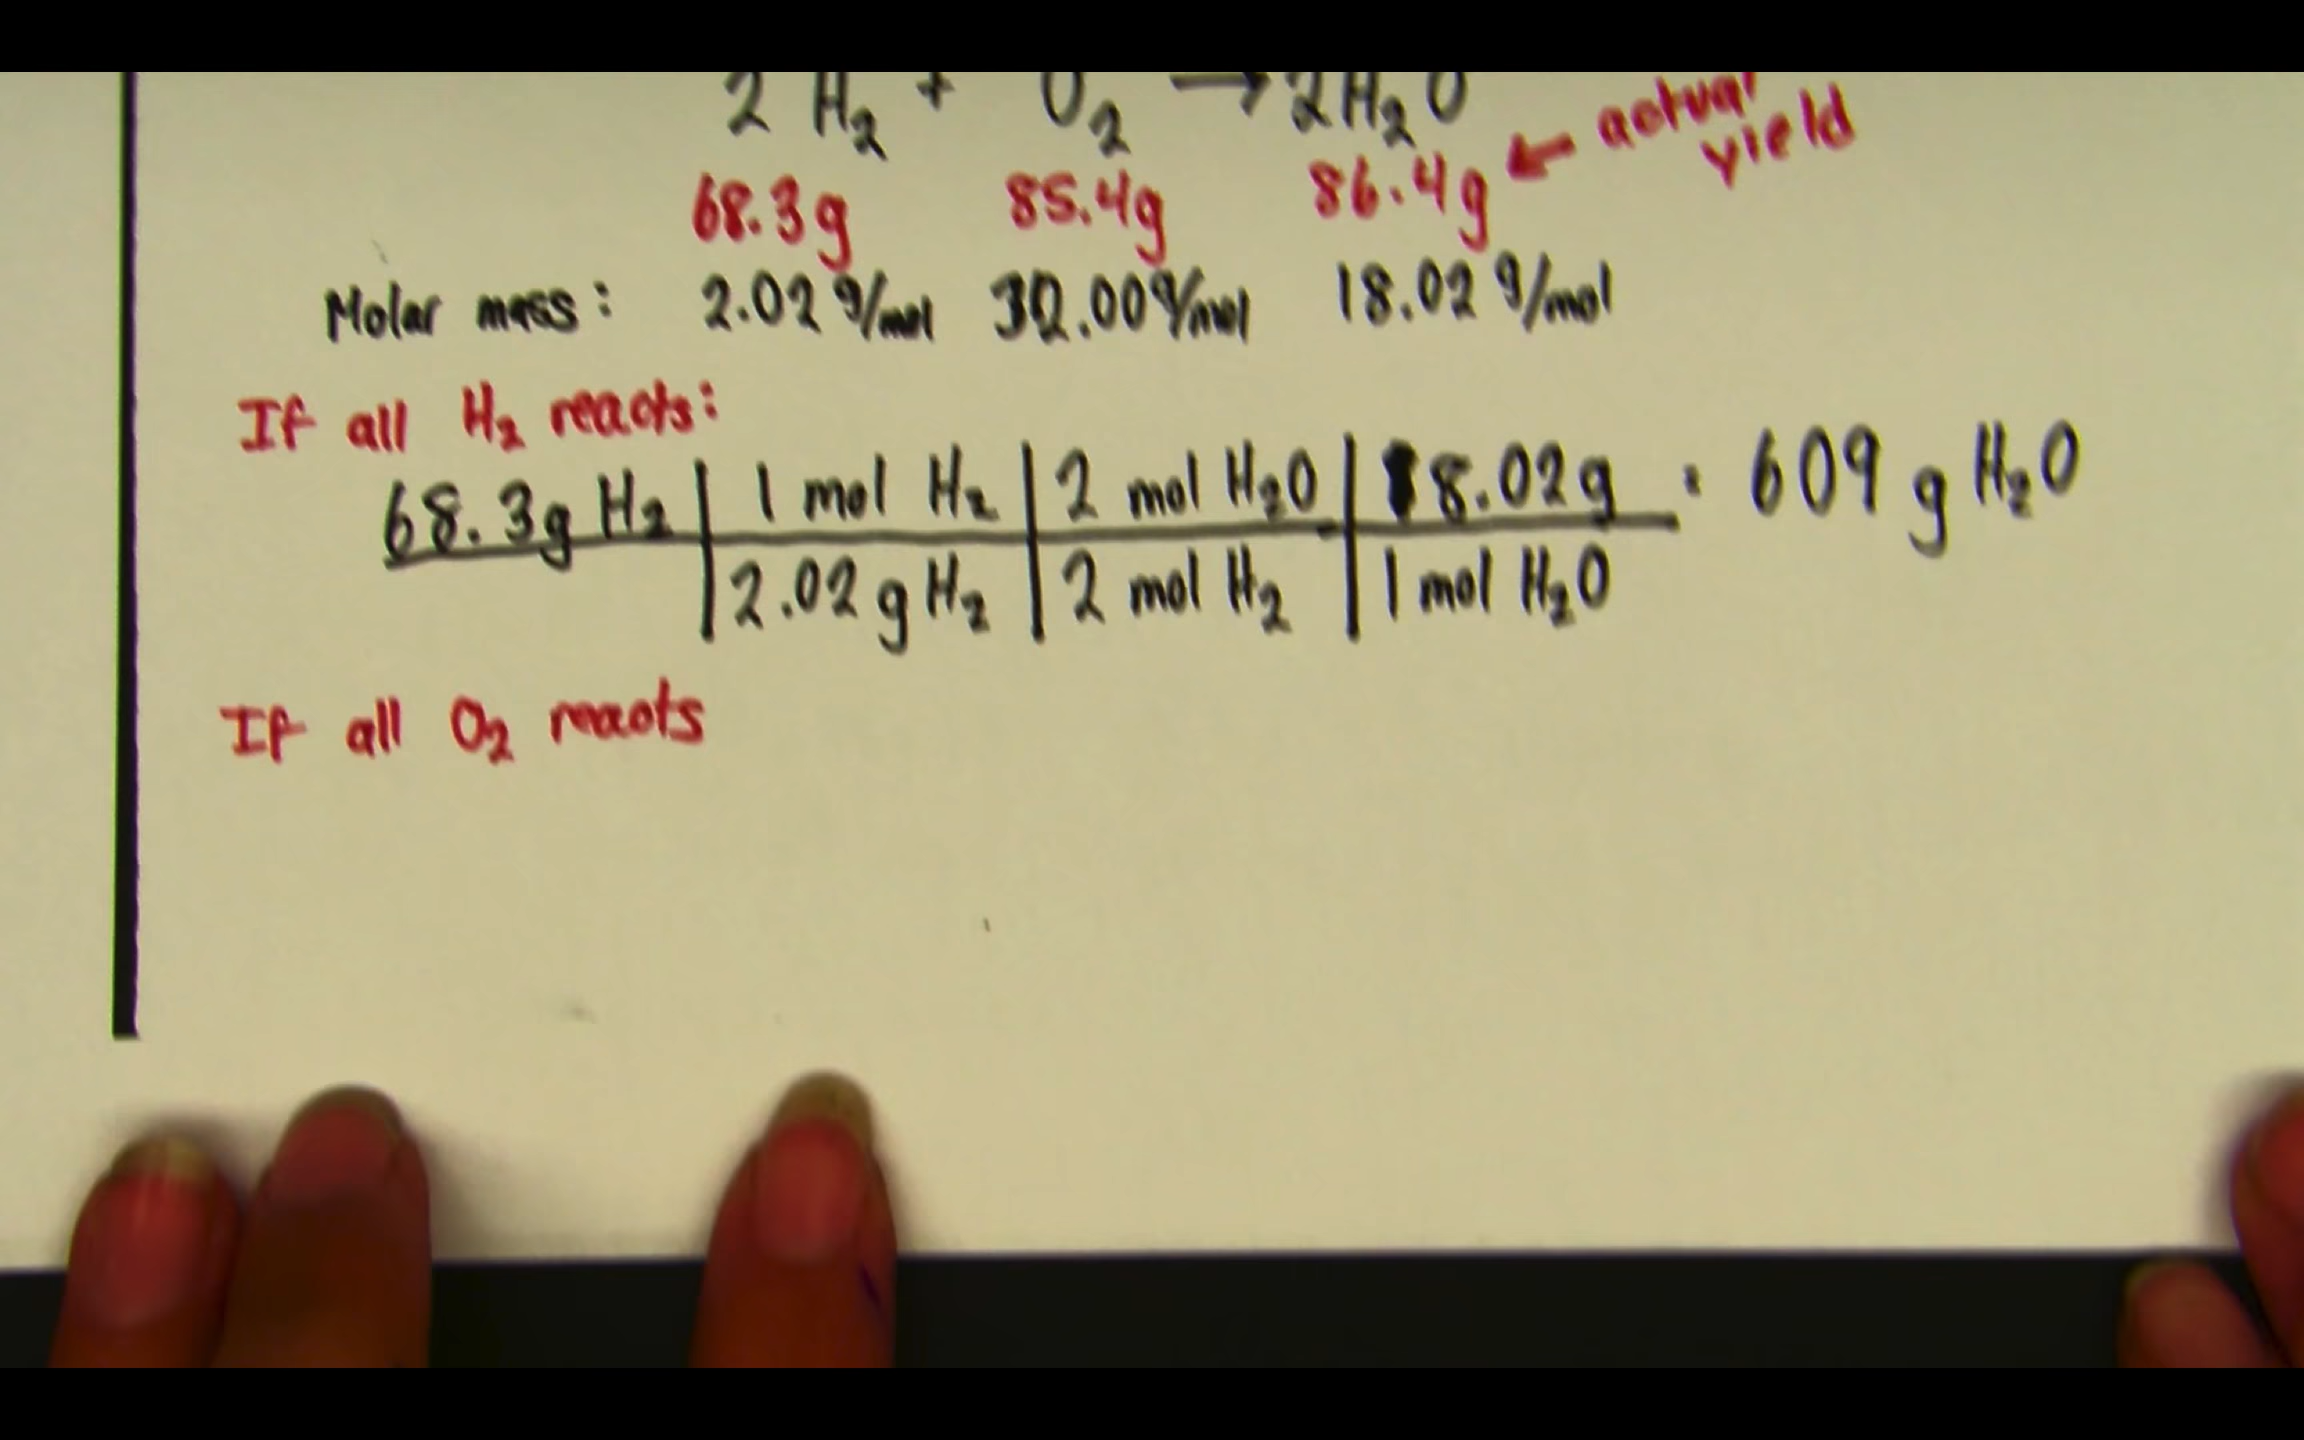 2 H₂ + O₂ → 2H₂O
actual yield
68.3g 85.4g 86.4g ←
Molar mass: 2.02 g/mol 32.00 g/mol 18.02 g/mol
If all H₂ reacts:
68.3g H₂ | 1 mol H₂ | 2 mol H₂O | 18.02g = 609 g H₂O
2.02 g H₂ | 2 mol H₂ | 1 mol H₂O
If all O₂ reacts